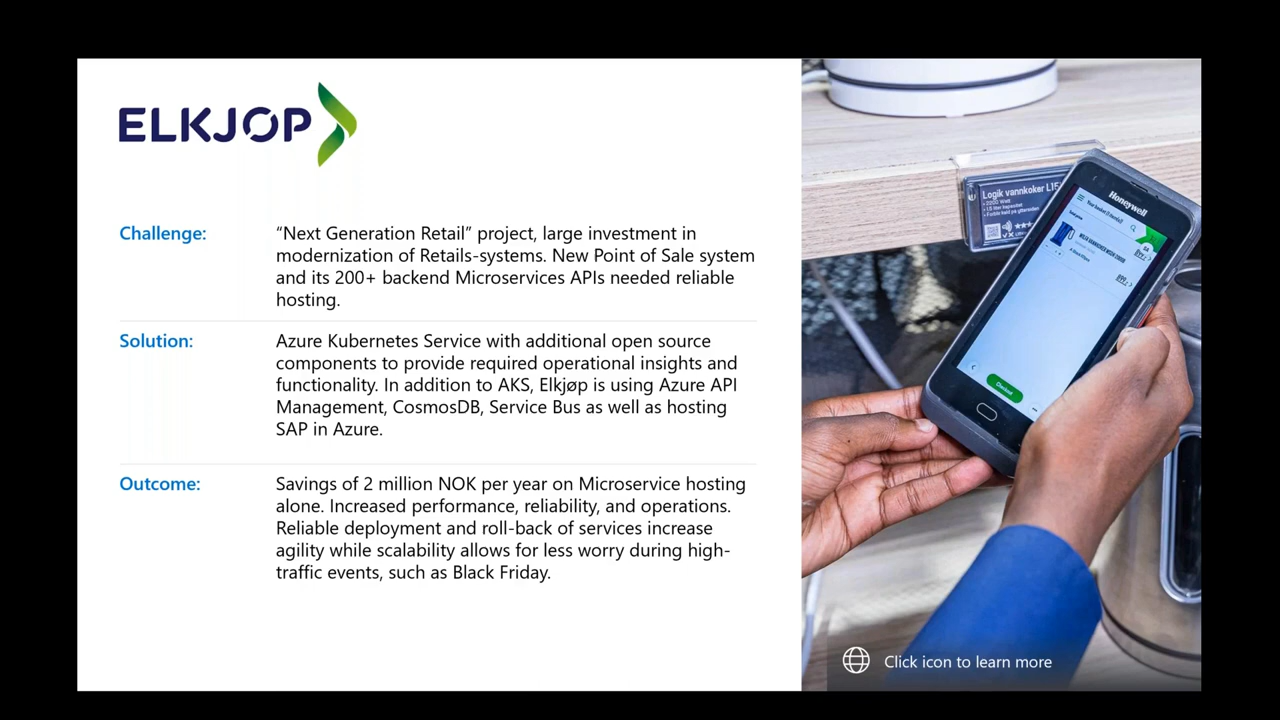 ELKJØP
Challenge:
“Next Generation Retail” project, large investment in
modernization of Retails-systems. New Point of Sale system
and its 200+ backend Microservices APIs needed reliable
hosting.
Solution:
Azure Kubernetes Service with additional open source
components to provide required operational insights and
functionality. In addition to AKS, Elkjøp is using Azure API
Management, CosmosDB, Service Bus as well as hosting
SAP in Azure.
Outcome:
Savings of 2 million NOK per year on Microservice hosting
alone. Increased performance, reliability, and operations.
Reliable deployment and roll-back of services increase
agility while scalability allows for less worry during high-
traffic events, such as Black Friday.
Logik vannkoker L15
Honeywell
Click icon to learn more